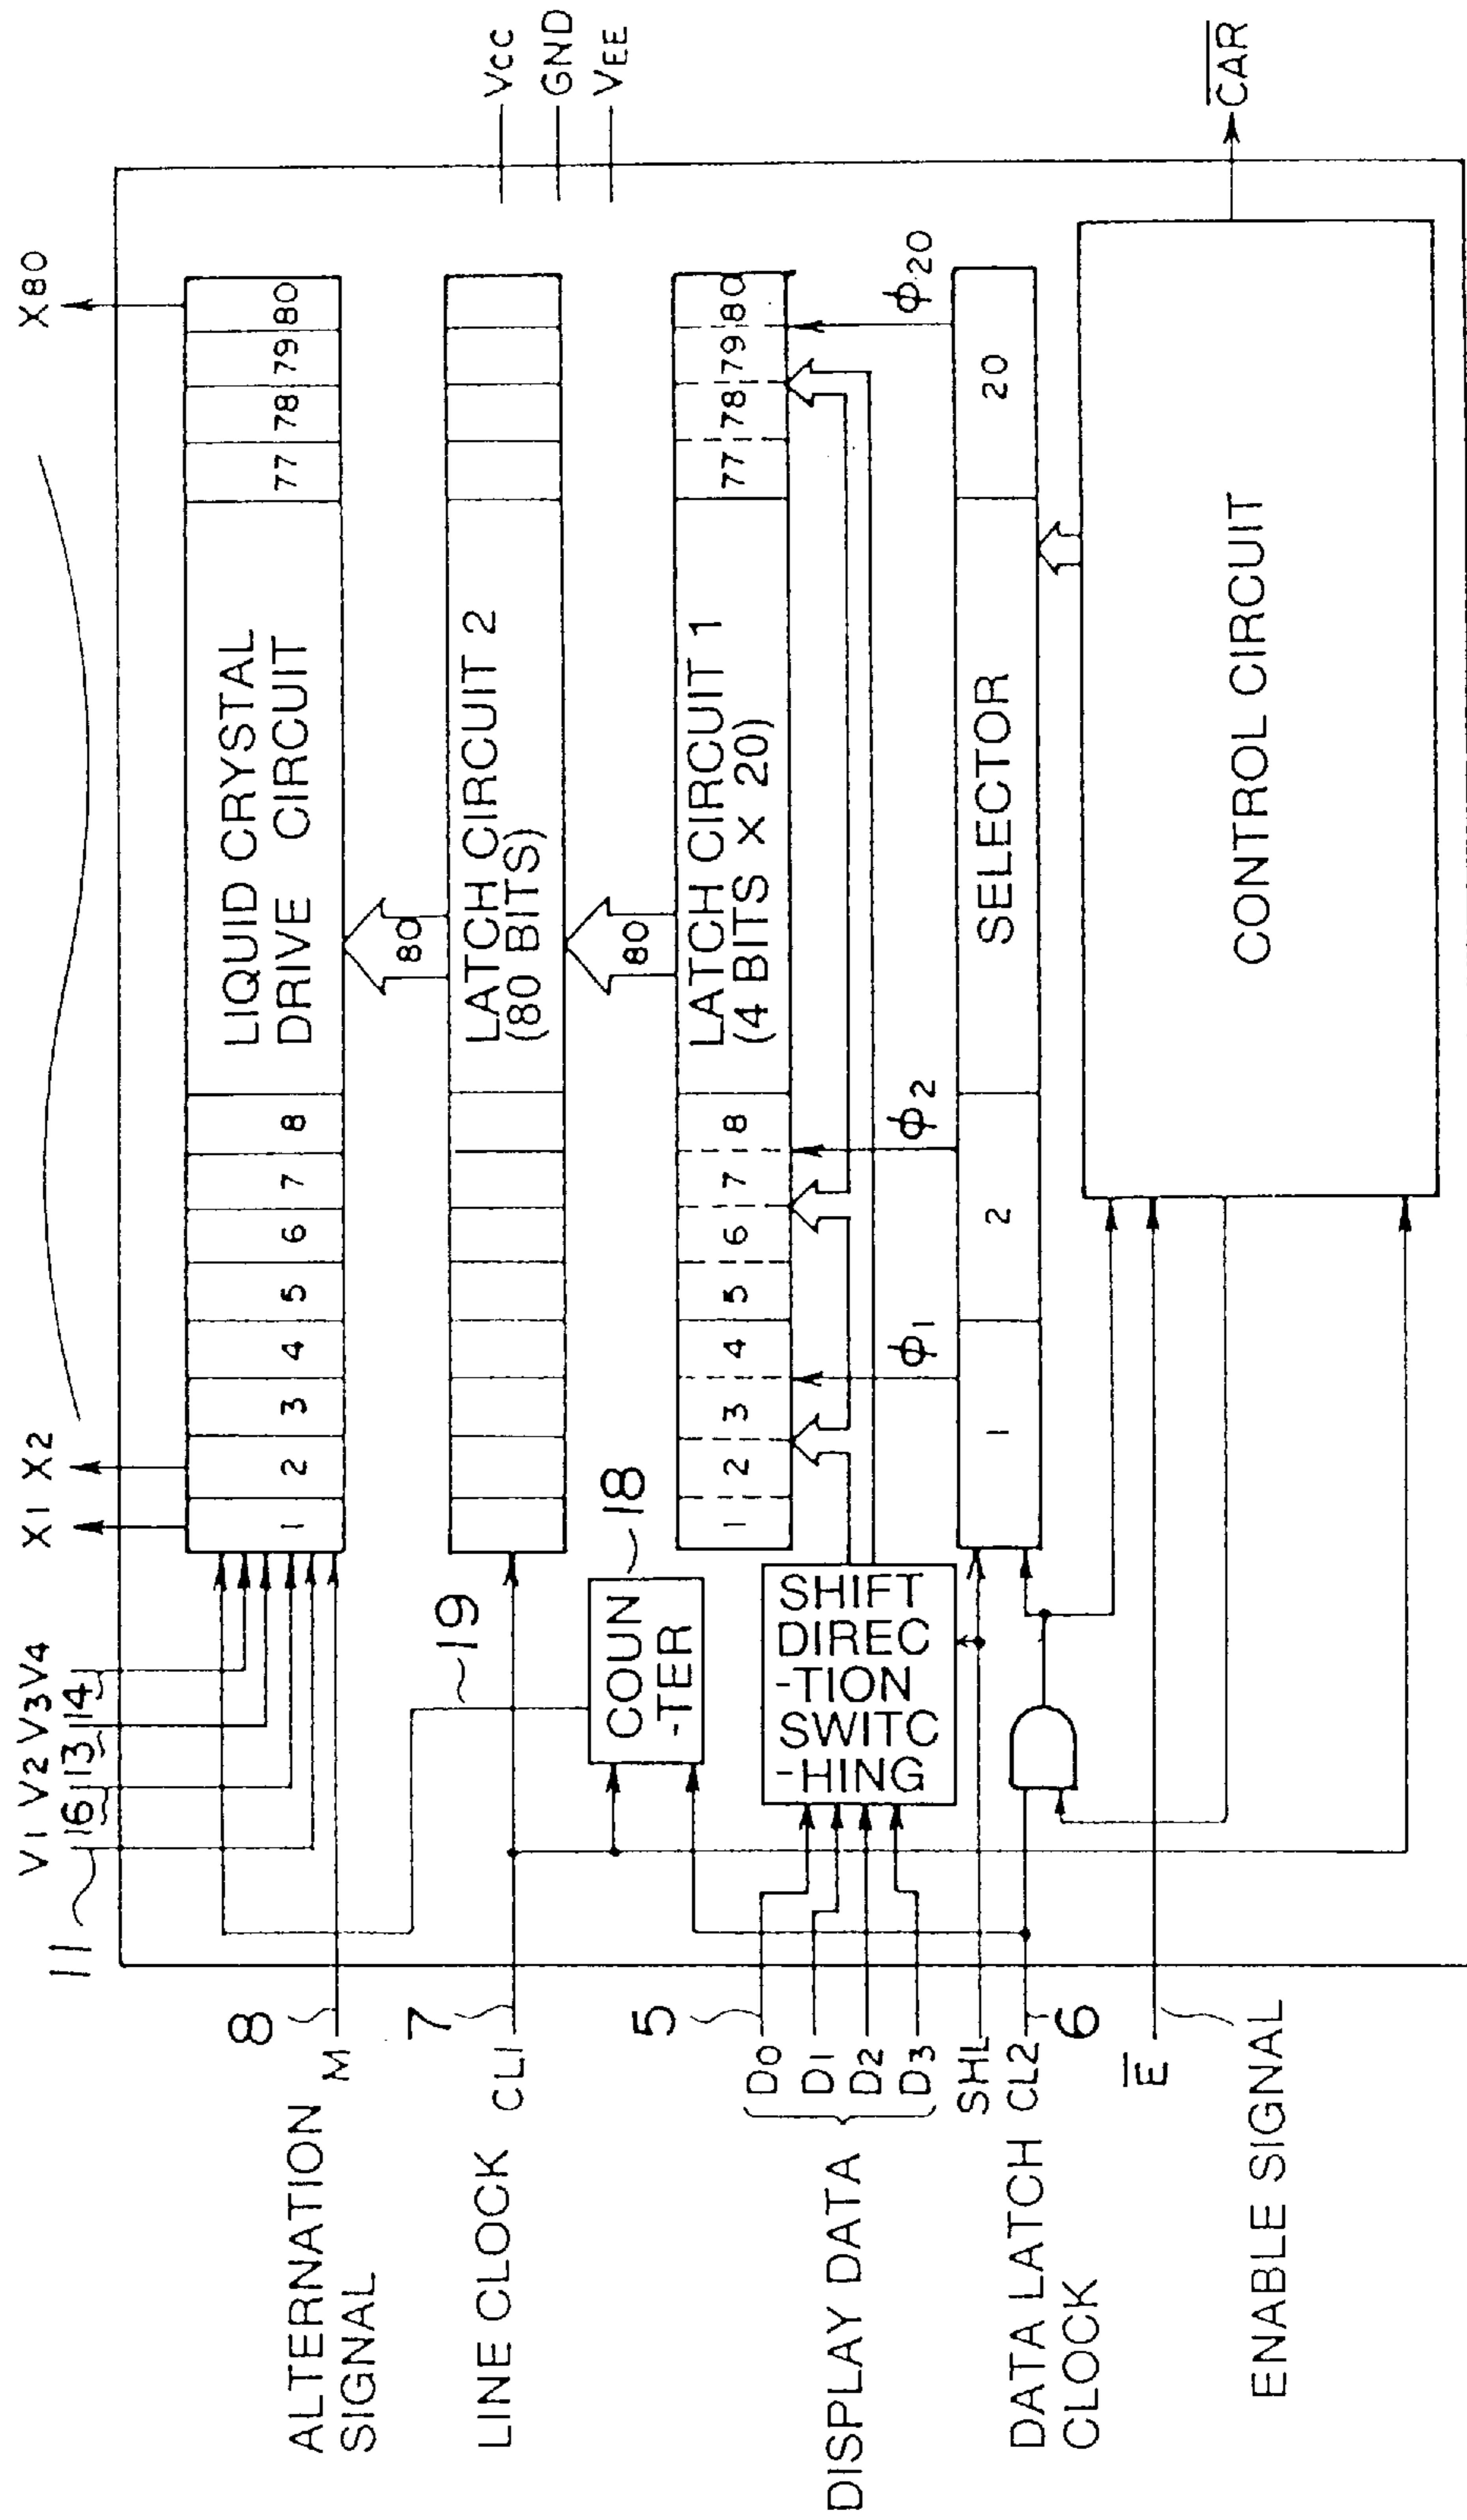 X1 X2
X80
V1 V2 V3 V4
11
16 13 14
LIQUID CRYSTAL
DRIVE CIRCUIT
1 2 3 4 5 6 7 8
77 78 79 80
VCC
GND
VEE
8
ALTERNATION
SIGNAL
M
80
19
7
LINE CLOCK CL1
LATCH CIRCUIT 2
(80 BITS)
80
COUN
-TER
18
LATCH CIRCUIT 1
(4 BITS X 20)
1 2 3 4 5 6 7 8
77 78 79 80
5
DISPLAY DATA
D0
D1
D2
D3
SHIFT
DIREC
-TION
SWITC
-HING
ϕ1
ϕ2
ϕ20
SHL
DATA LATCH CL2
CLOCK
6
1
2
SELECTOR
20
E̅
ENABLE SIGNAL
CONTROL CIRCUIT
C̅A̅R̅